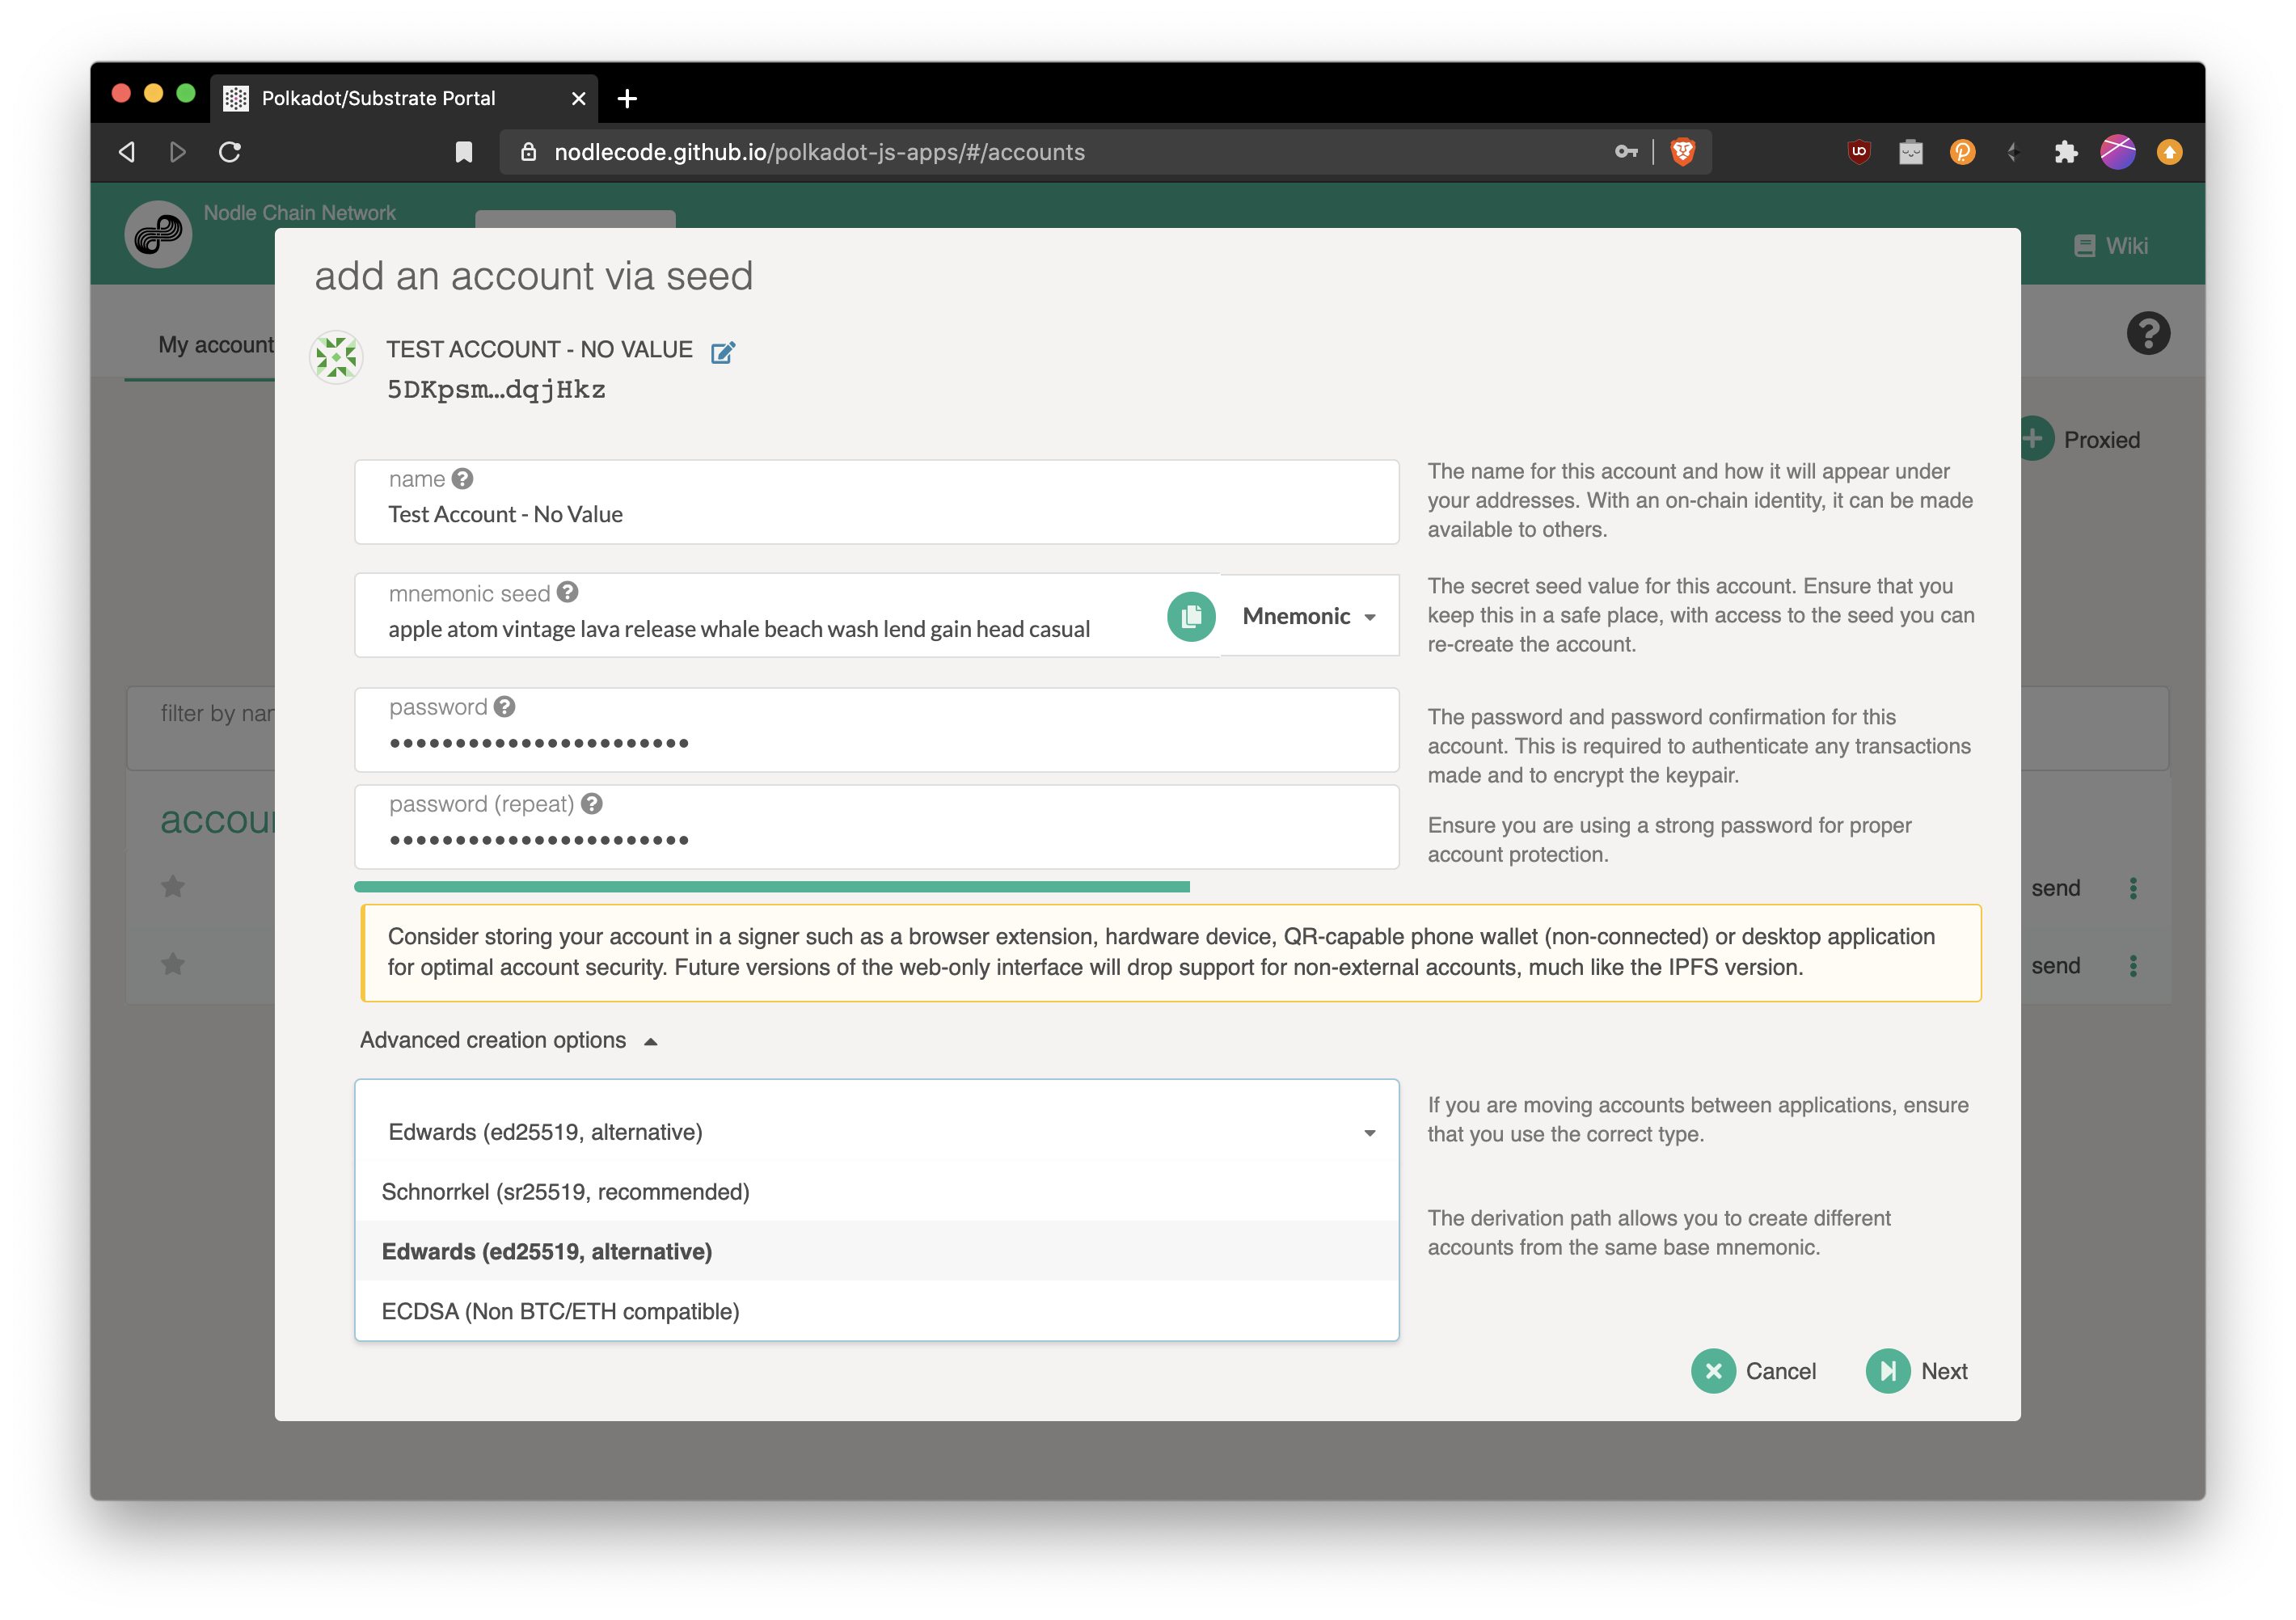 Polkadot/Substrate Portal
nodlecode.github.io/polkadot-js-apps/#/accounts
Nodle Chain Network
Wiki
add an account via seed
My account
TEST ACCOUNT - NO VALUE
5DKpsm...dqjHkz
Proxied
name
Test Account - No Value
The name for this account and how it will appear under
your addresses. With an on-chain identity, it can be made
available to others.
mnemonic seed
apple atom vintage lava release whale beach wash lend gain head casual
Mnemonic
The secret seed value for this account. Ensure that you
keep this in a safe place, with access to the seed you can
re-create the account.
filter by nar
password
•••••••••••••••••••••••
The password and password confirmation for this
account. This is required to authenticate any transactions
made and to encrypt the keypair.
password (repeat)
•••••••••••••••••••••••
Ensure you are using a strong password for proper
account protection.
accou
send
send
Consider storing your account in a signer such as a browser extension, hardware device, QR-capable phone wallet (non-connected) or desktop application
for optimal account security. Future versions of the web-only interface will drop support for non-external accounts, much like the IPFS version.
Advanced creation options
Edwards (ed25519, alternative)
Schnorrkel (sr25519, recommended)
Edwards (ed25519, alternative)
ECDSA (Non BTC/ETH compatible)
If you are moving accounts between applications, ensure
that you use the correct type.
The derivation path allows you to create different
accounts from the same base mnemonic.
Cancel
Next